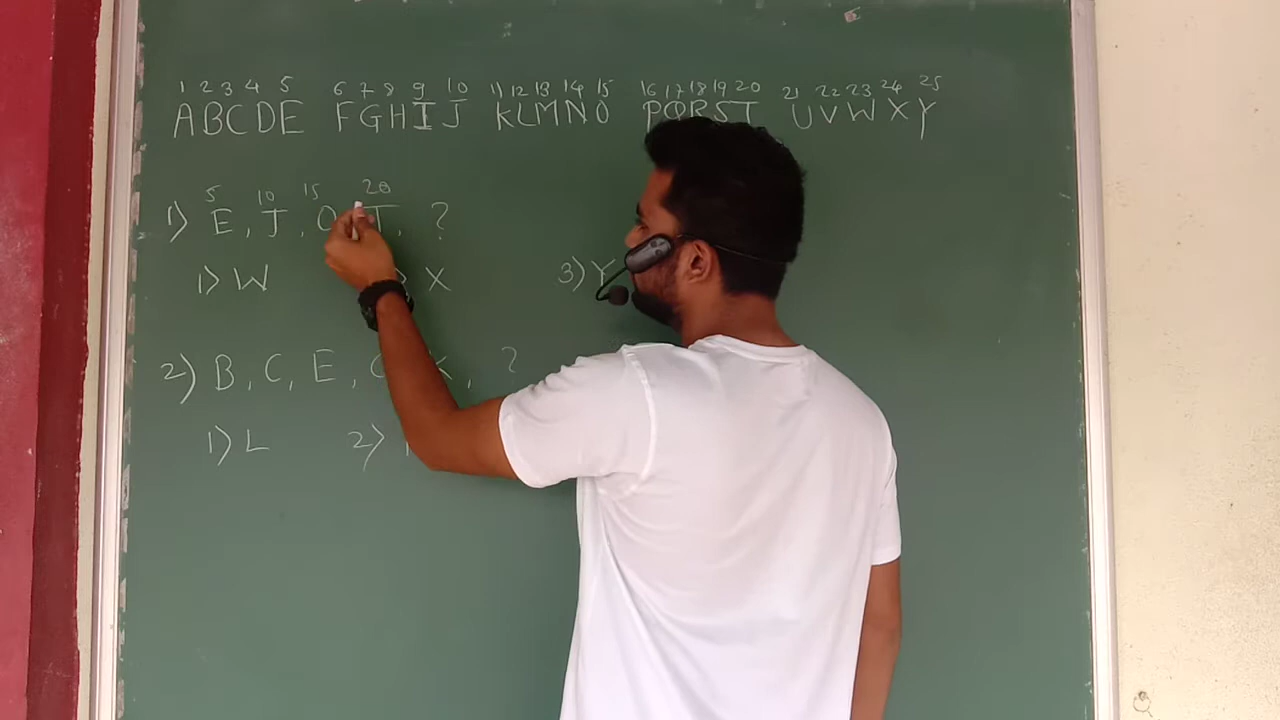 1 2 3 4 5 6 7 8 9 10 11 12 13 14 15 16 17 18 19 20 21 22 23 24 25
A B C D E F G H I J K L M N O P Q R S T U V W X Y
5 10 15 20
1) E, J, O, T, ?
1) W X 3) Y
2) B, C, E, K, ?
1) L 2)